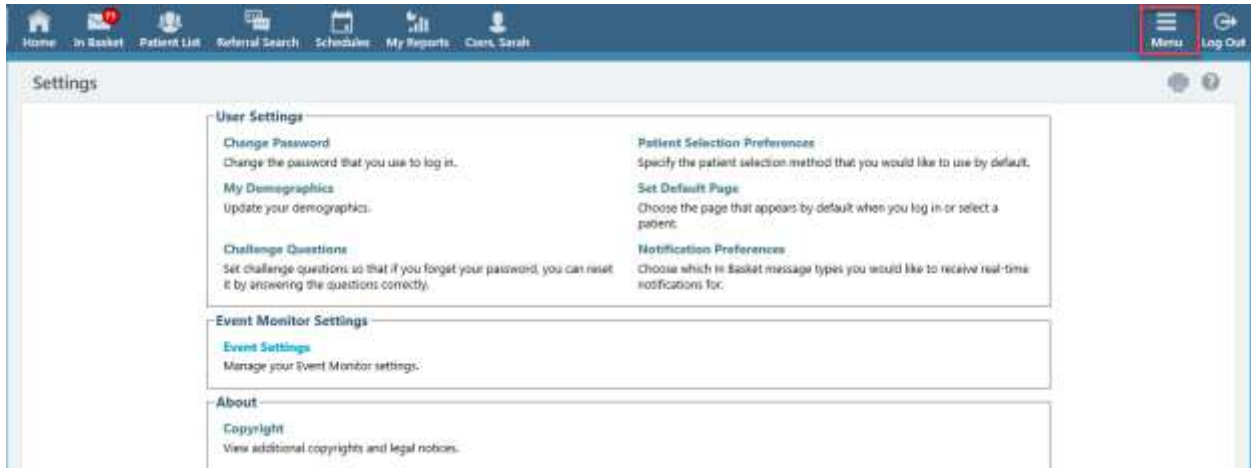 Home In Basket Patient List Referral Search Schedules My Reports Sarah Menu Log Out
Settings
User Settings
Change Password
Change the password that you use to log in.
My Demographics
Update your demographics.
Challenge Questions
Set challenge questions so that if you forget your password, you can reset
it by answering the questions correctly.
Patient Selection Preferences
Specify the patient selection method that you would like to use by default.
Set Default Page
Choose the page that appears by default when you log in or select a
patient.
Notification Preferences
Choose which In Basket message types you would like to receive real-time
notifications for.
Event Monitor Settings
Event Settings
Manage your Event Monitor settings.
About
Copyright
View additional copyrights and legal notices.